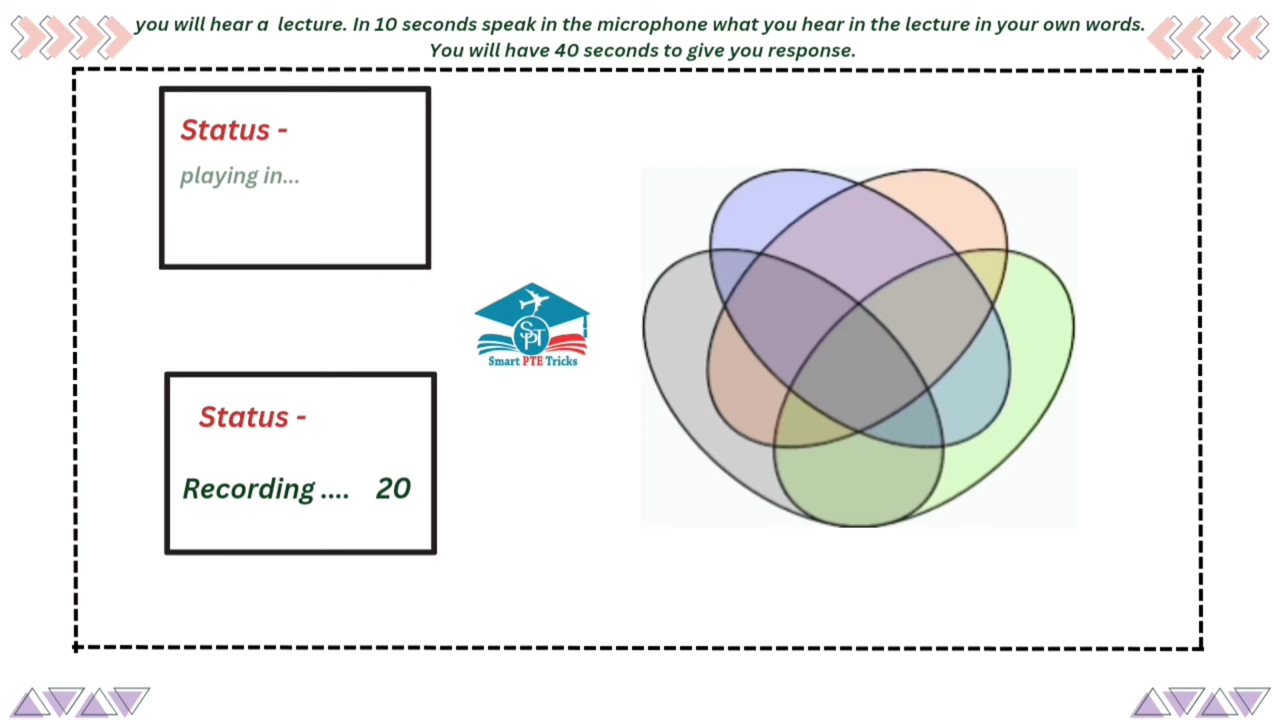 you will hear a lecture. In 10 seconds speak in the microphone what you hear in the lecture in your own words.
You will have 40 seconds to give you response.
Status -
playing in...
SPT
Smart PTE Tricks
Status -
Recording .... 20